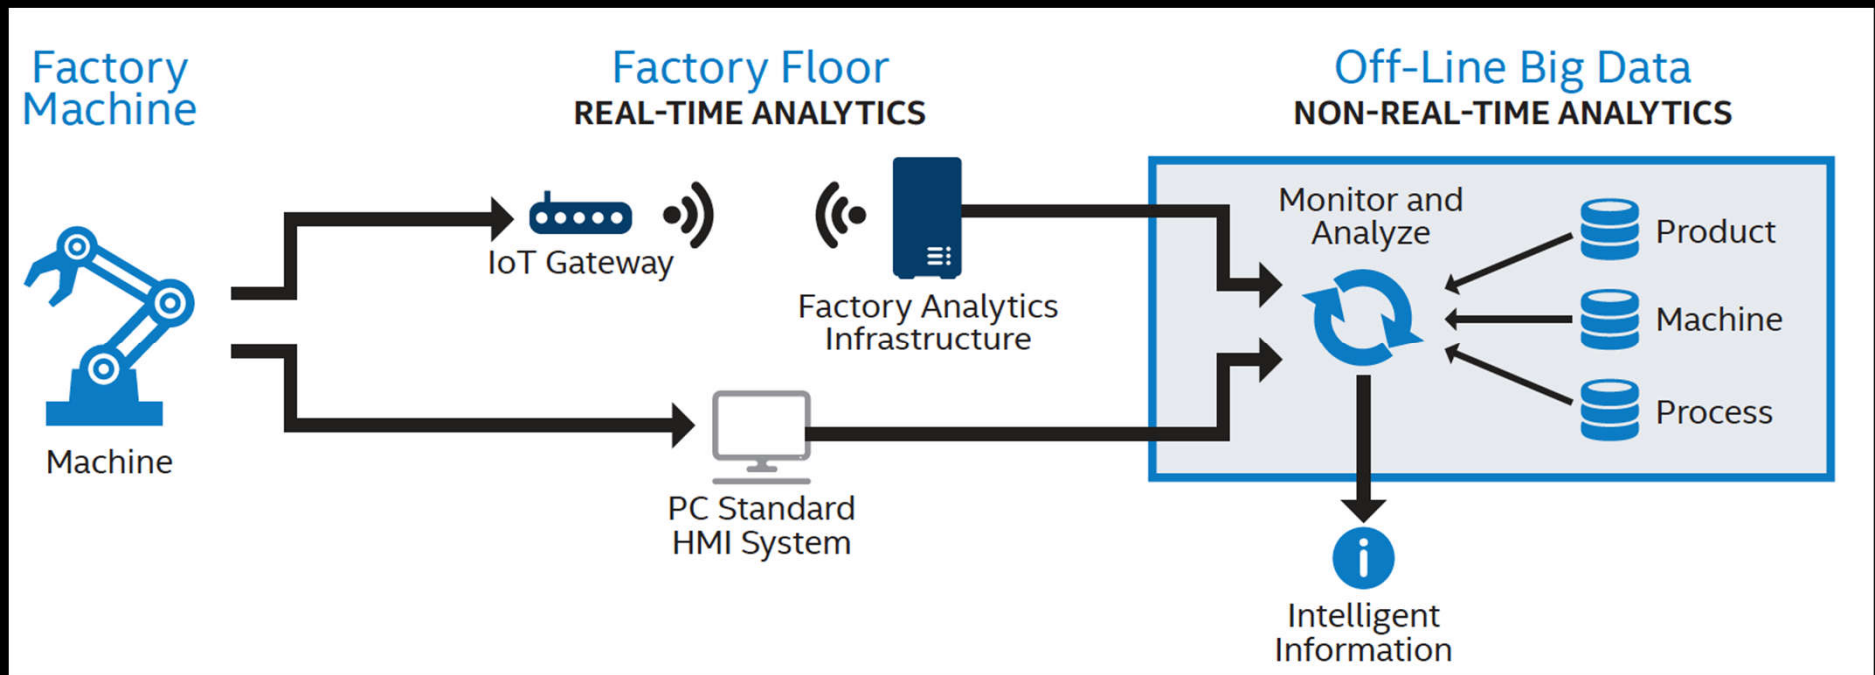 Factory
Machine
Factory Floor
REAL-TIME ANALYTICS
Off-Line Big Data
NON-REAL-TIME ANALYTICS
Machine
IoT Gateway
Factory Analytics
Infrastructure
PC Standard
HMI System
Monitor and
Analyze
Product
Machine
Process
i
Intelligent
Information